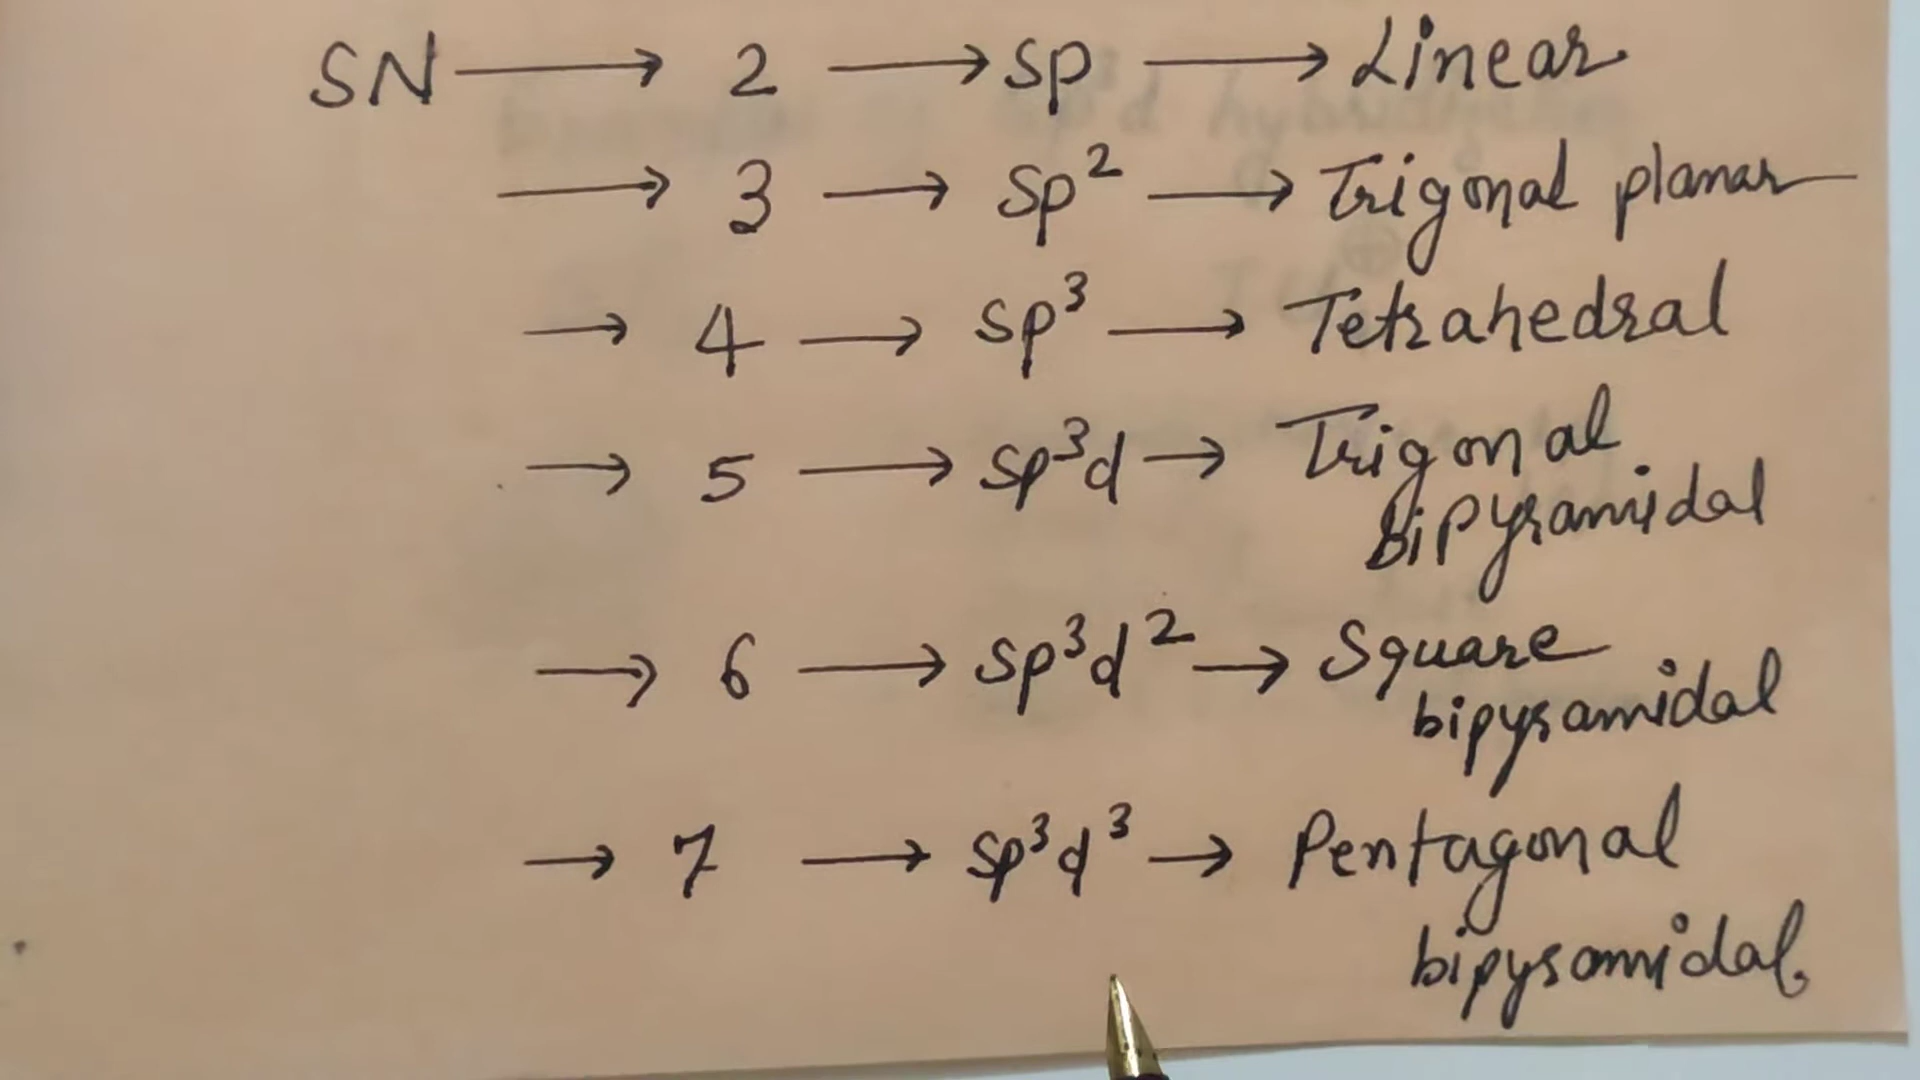 SN → 2 → sp → Linear
→ 3 → sp² → Trigonal planar
→ 4 → sp³ → Tetrahedral
→ 5 → sp³d → Trigonal
bipyramidal
→ 6 → sp³d² → Square
bipyramidal
→ 7 → sp³d³ → Pentagonal
bipyramidal